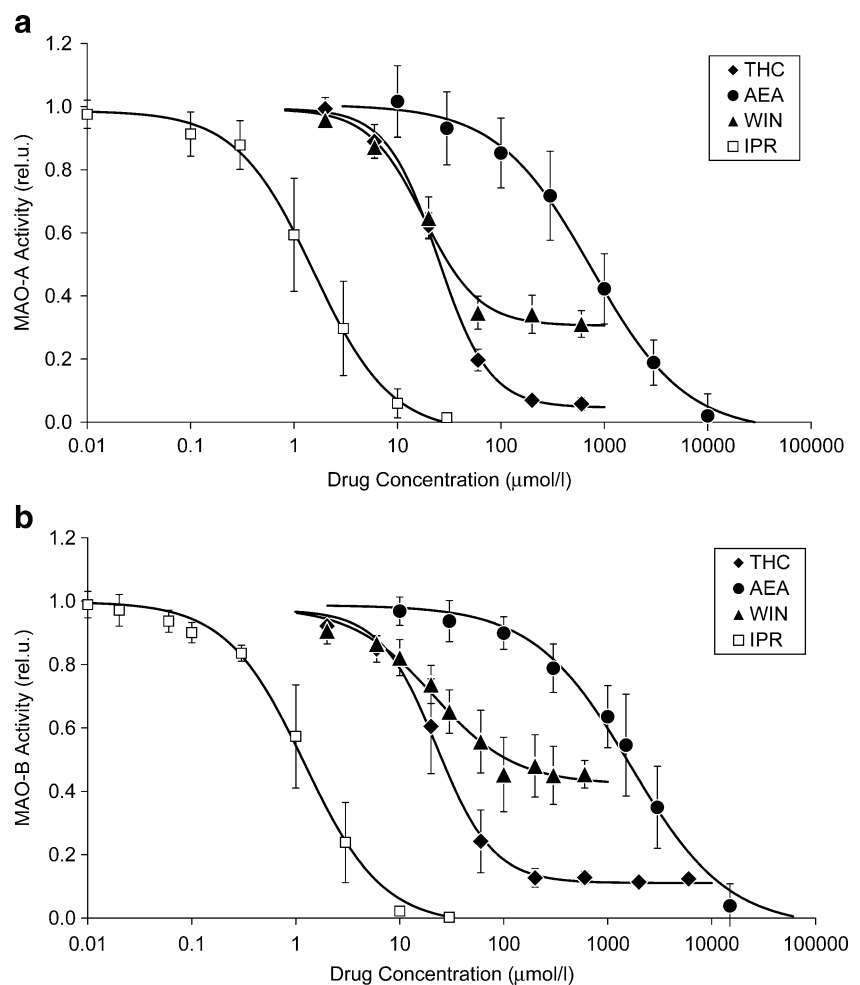 a
1.2
1.0
0.8
0.6
0.4
0.2
0.0
MAO-A Activity (rel.u.)
THC
AEA
WIN
IPR
0.01 0.1 1 10 100 1000 10000 100000
Drug Concentration (μmol/l)
b
1.2
1.0
0.8
0.6
0.4
0.2
0.0
MAO-B Activity (rel.u.)
THC
AEA
WIN
IPR
0.01 0.1 1 10 100 1000 10000 100000
Drug Concentration (μmol/l)